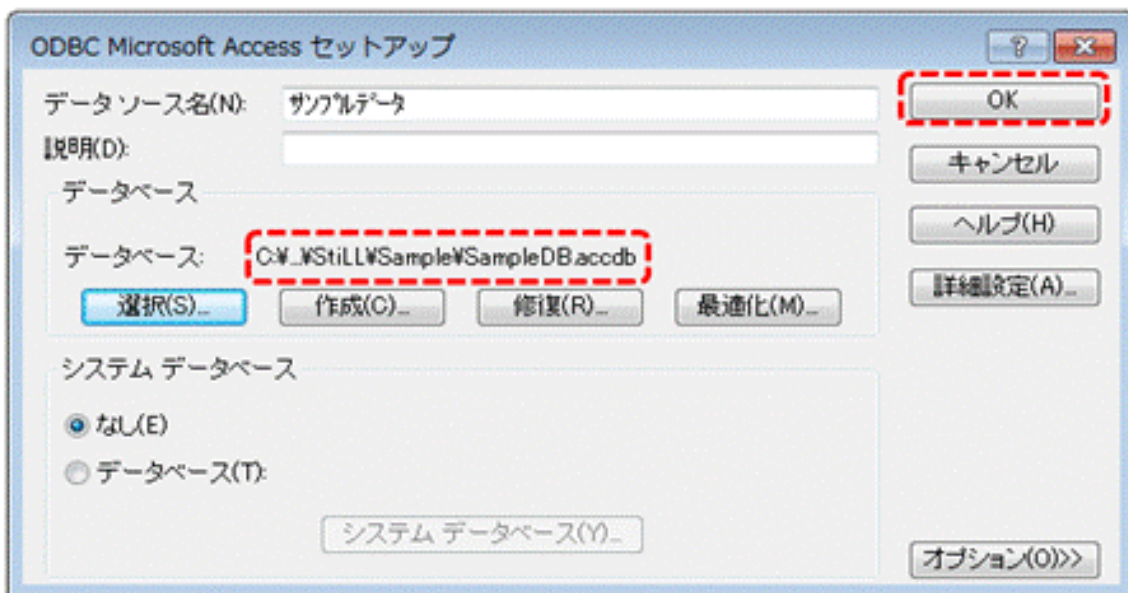 ODBC Microsoft Access セットアップ
データソース名(N): サンプルデータ
OK
説明(D):
キャンセル
データベース
ヘルプ(H)
データベース: C:¥...¥StiLL¥Sample¥SampleDB.accdb
選択(S)... 作成(C)... 修復(R)... 最適化(M)...
詳細設定(A)...
システム データベース
なし(E)
データベース(T):
システム データベース(Y)...
オプション(O)>>